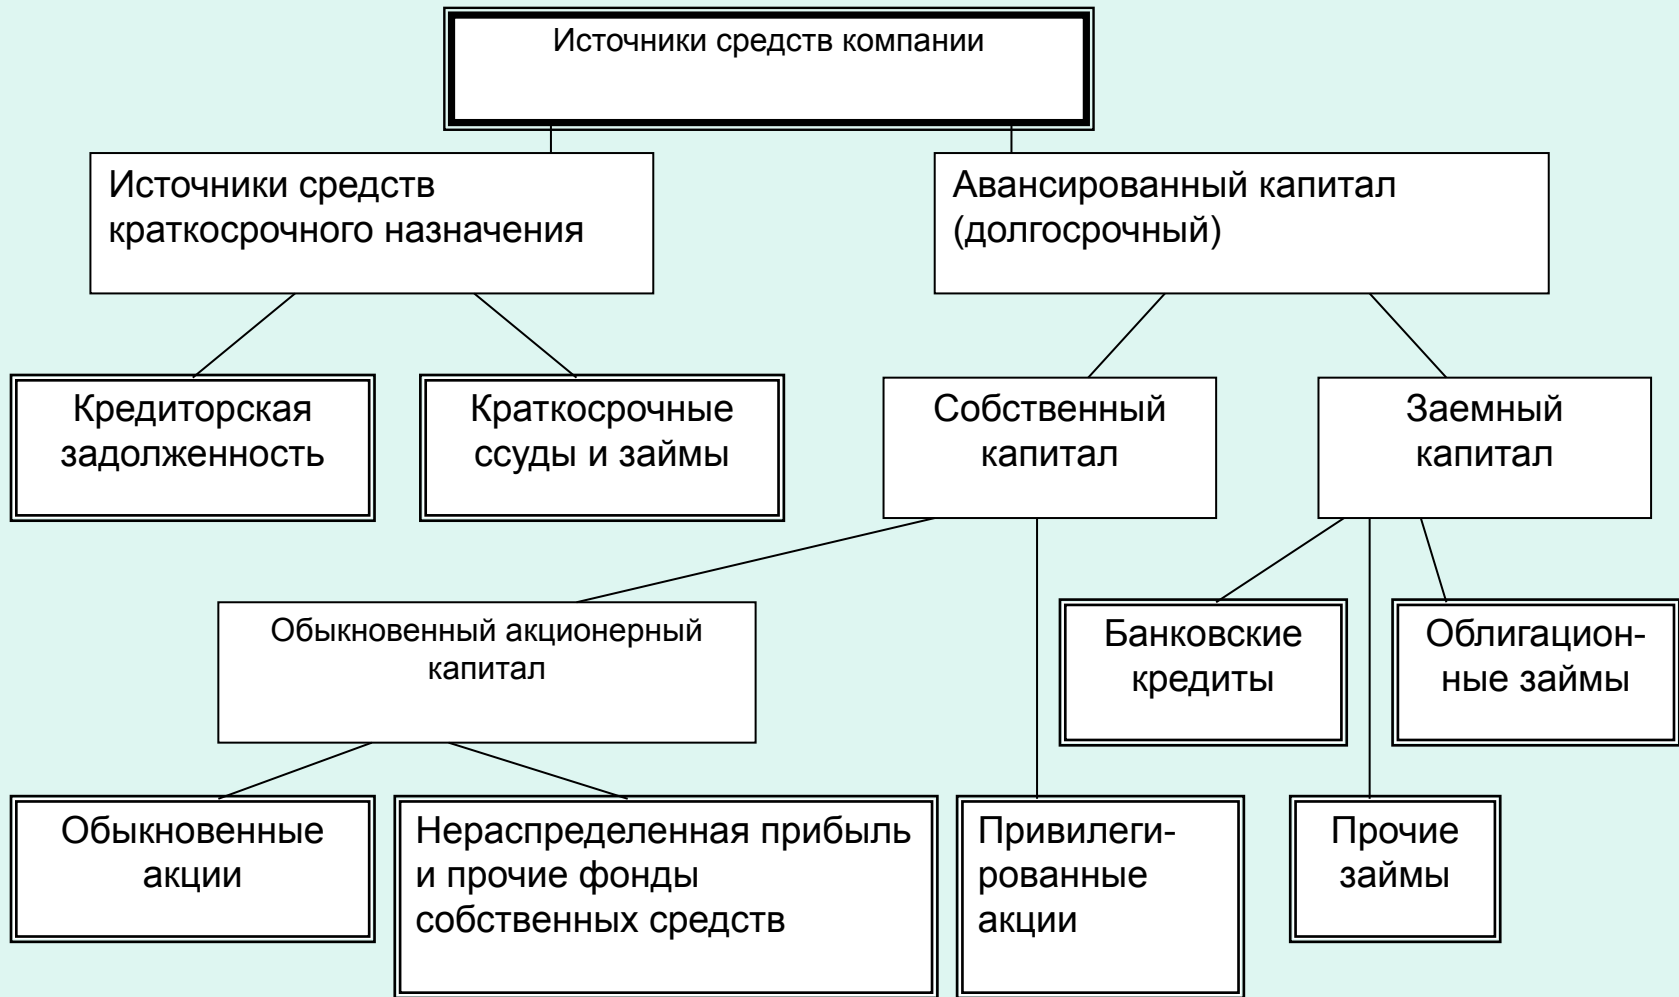 Источники средств компании
Источники средств
краткосрочного назначения
Авансированный капитал
(долгосрочный)
Кредиторская
задолженность
Краткосрочные
ссуды и займы
Собственный
капитал
Заемный
капитал
Обыкновенный акционерный
капитал
Банковские
кредиты
Облигацион-
ные займы
Обыкновенные
акции
Нераспределенная прибыль
и прочие фонды
собственных средств
Привилеги-
рованные
акции
Прочие
займы